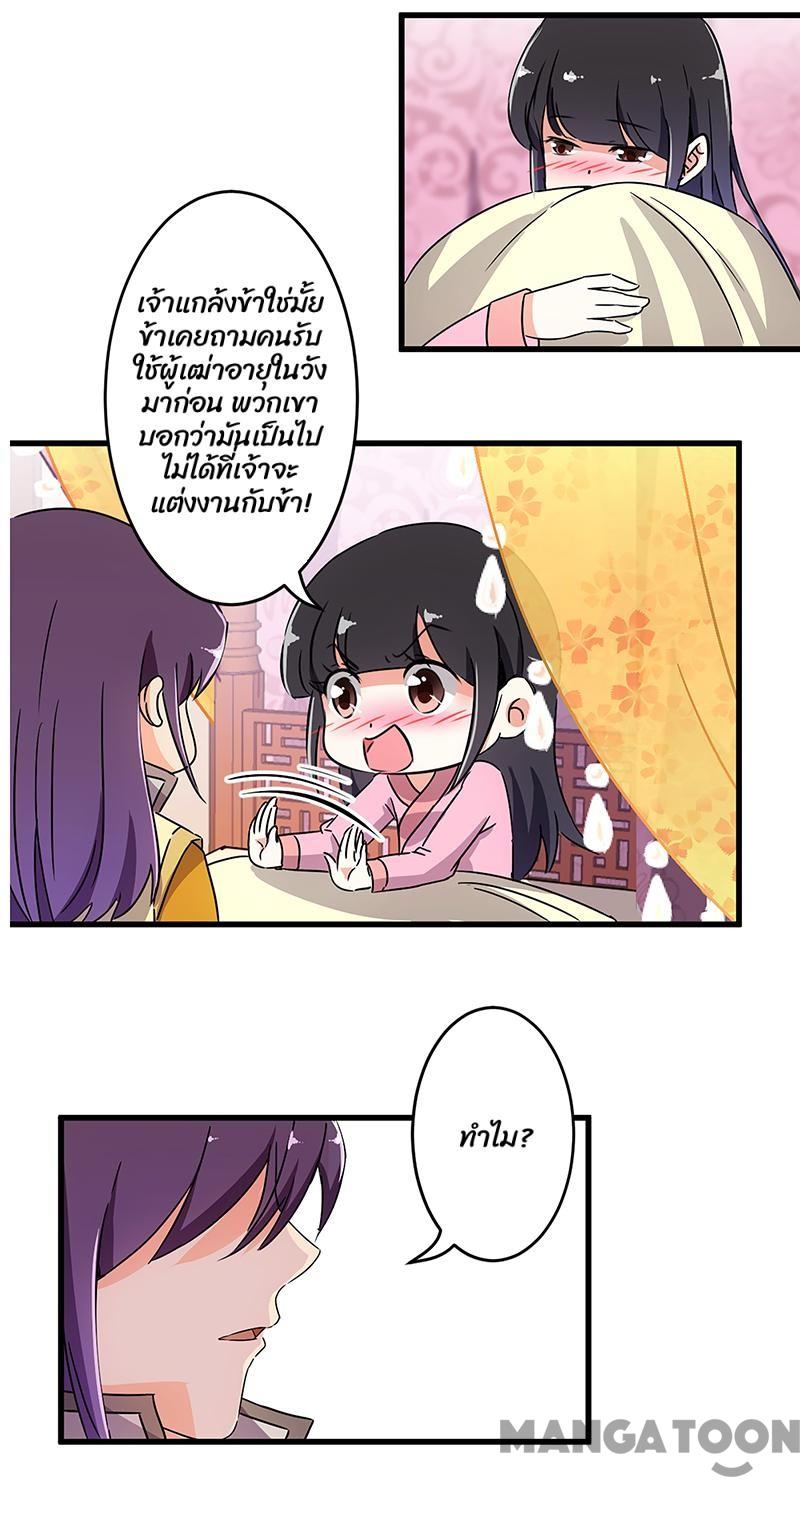 เจ้าแกล้งข้าใช่มั้ย
ข้าเคยถามคนรับ
ใช้ผู้เฒ่าอายุในวัง
มาก่อน พวกเขา
บอกว่ามันเป็นไป
ไม่ได้ที่เจ้าจะ
แต่งงานกับข้า!
ทำไม?
MANGATOON